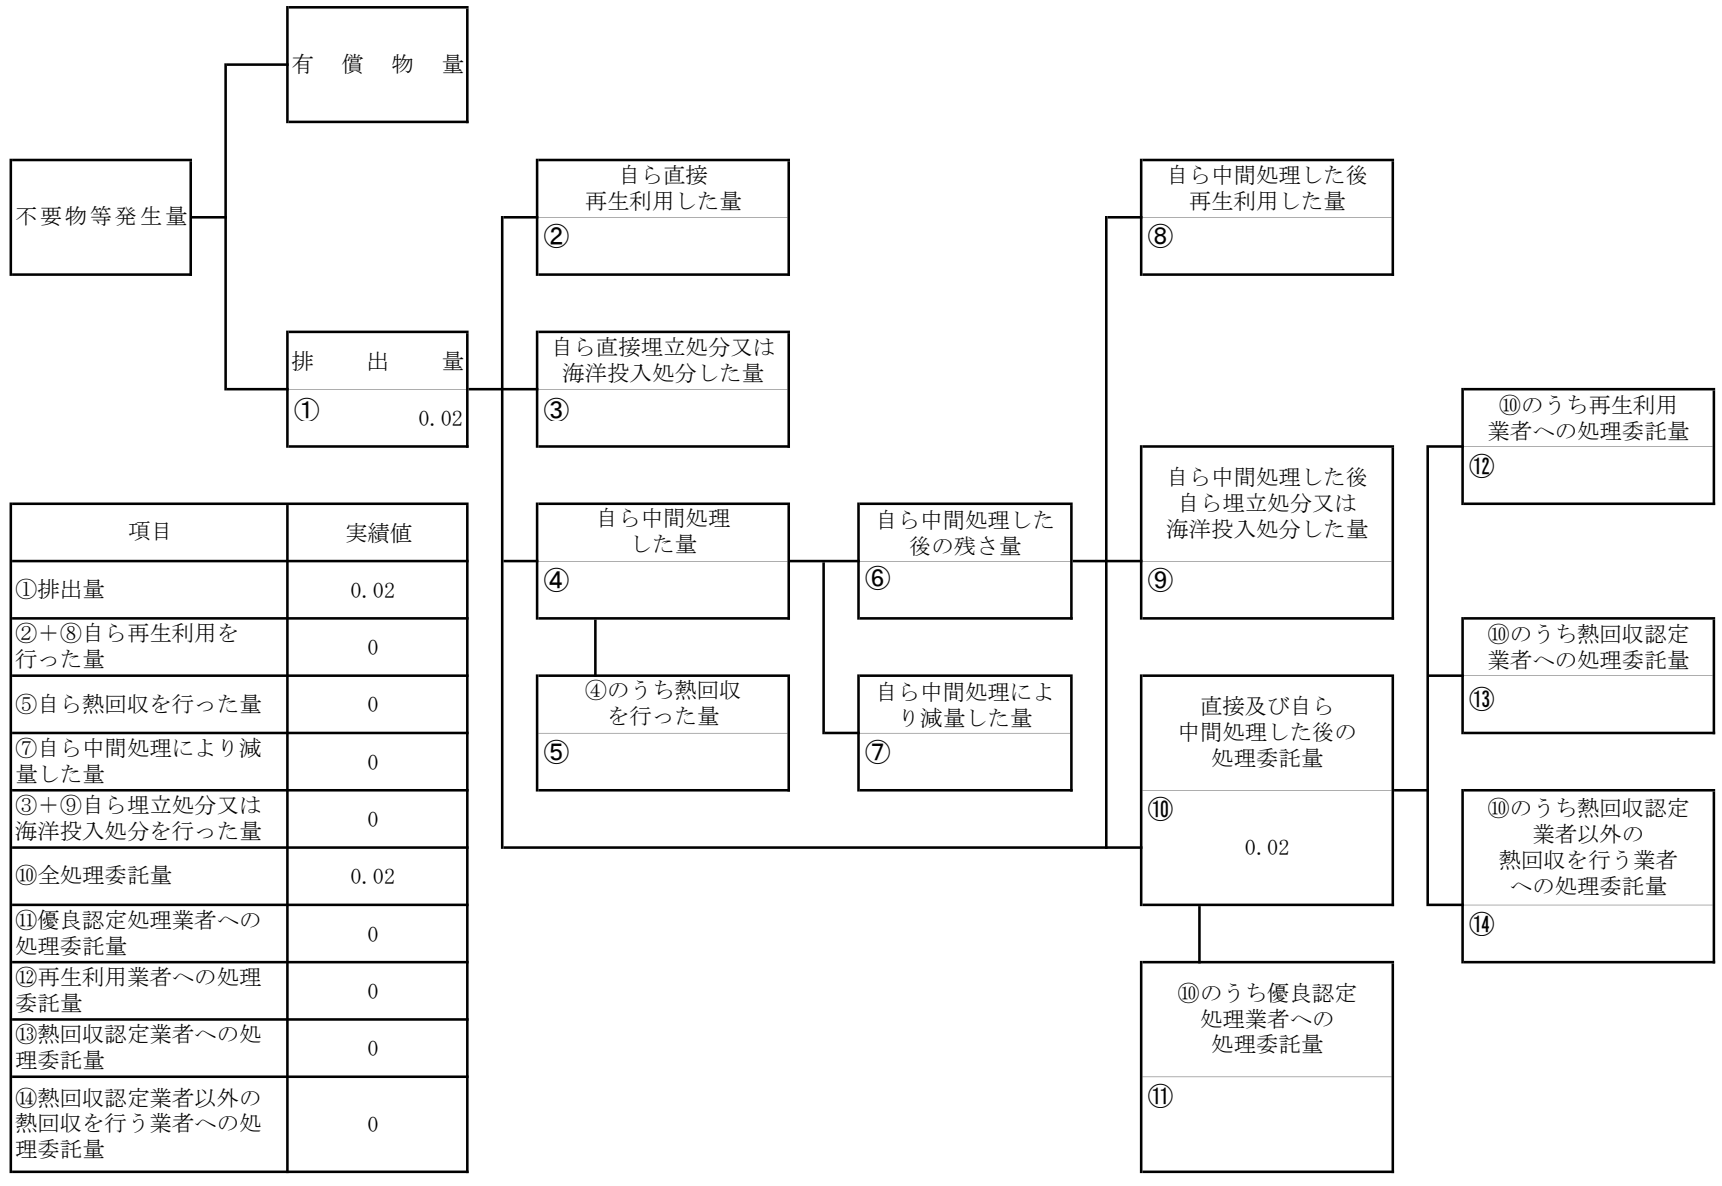 有償物量
不要物等発生量
排出量
①
0.02
自ら直接
再生利用した量
②
自ら直接埋立処分又は
海洋投入処分した量
③
自ら中間処理
した量
④
④のうち熱回収
を行った量
⑤
自ら中間処理した
後の残さ量
⑥
自ら中間処理によ
り減量した量
⑦
自ら中間処理した後
再生利用した量
⑧
自ら中間処理した後
自ら埋立処分又は
海洋投入処分した量
⑨
直接及び自ら
中間処理した後の
処理委託量
⑩
0.02
⑩のうち優良認定
処理業者への
処理委託量
⑪
⑩のうち再生利用
業者への処理委託量
⑫
⑩のうち熱回収認定
業者への処理委託量
⑬
⑩のうち熱回収認定
業者以外の
熱回収を行う業者
への処理委託量
⑭
項目 実績値
①排出量 0.02
②＋⑧自ら再生利用を
行った量 0
⑤自ら熱回収を行った量 0
⑦自ら中間処理により減
量した量 0
③＋⑨自ら埋立処分又は
海洋投入処分を行った量 0
⑩全処理委託量 0.02
⑪優良認定処理業者への
処理委託量 0
⑫再生利用業者への処理
委託量 0
⑬熱回収認定業者への処
理委託量 0
⑭熱回収認定業者以外の
熱回収を行う業者への処
理委託量 0